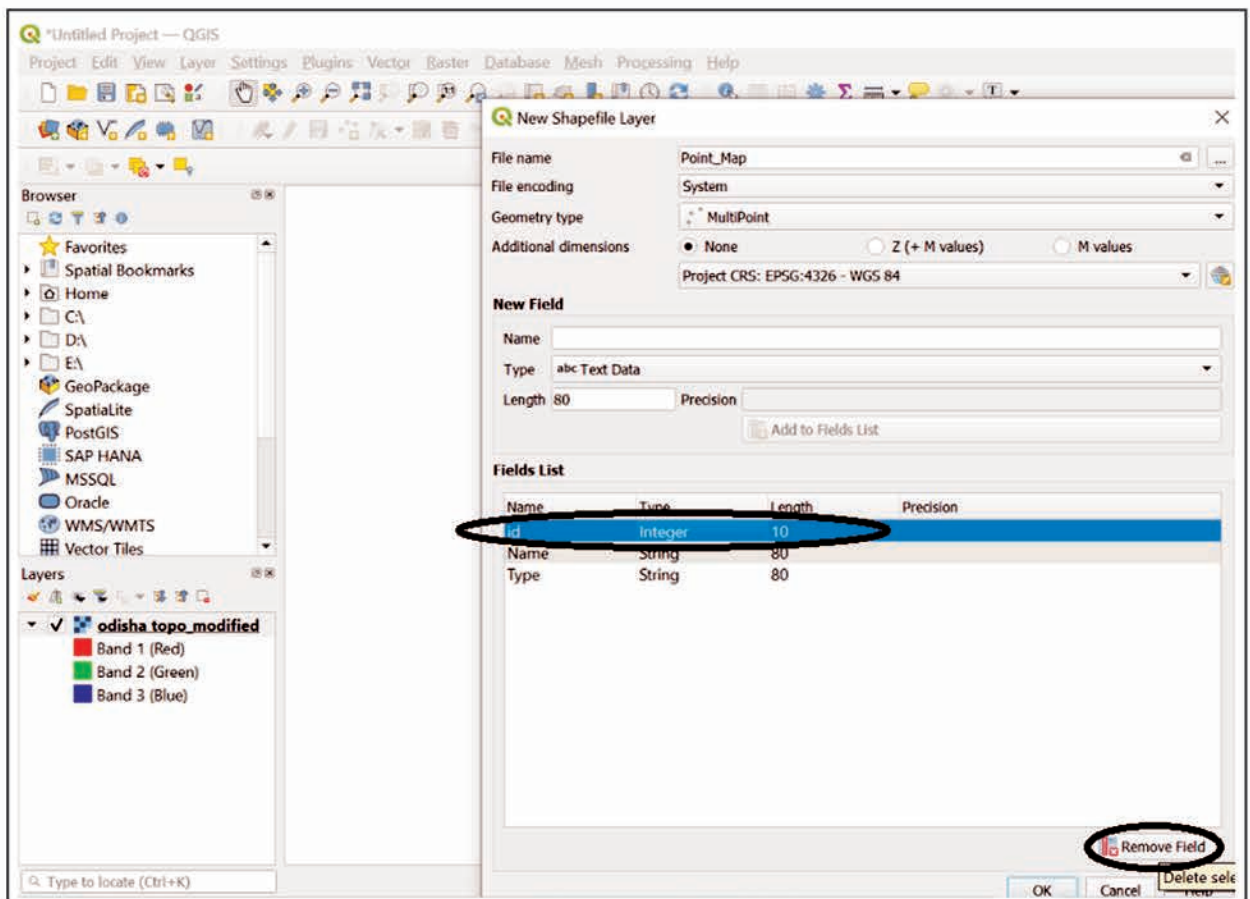 *Untitled Project — QGIS
Project Edit View Layer Settings Plugins Vector Raster Database Mesh Processing Help
New Shapefile Layer
File name Point_Map ...
File encoding System
Geometry type MultiPoint
Additional dimensions None Z (+ M values) M values
Project CRS: EPSG:4326 - WGS 84
New Field
Name
Type abc Text Data
Length 80 Precision
Add to Fields List
Fields List
Name Type Length Precision
id Integer 10
Name String 80
Type String 80
Remove Field
Delete sele
OK Cancel Help
Browser
Favorites
Spatial Bookmarks
Home
C:\
D:\
E:\
GeoPackage
SpatiaLite
PostGIS
SAP HANA
MSSQL
Oracle
WMS/WMTS
Vector Tiles
Layers
odisha topo_modified
Band 1 (Red)
Band 2 (Green)
Band 3 (Blue)
Type to locate (Ctrl+K)